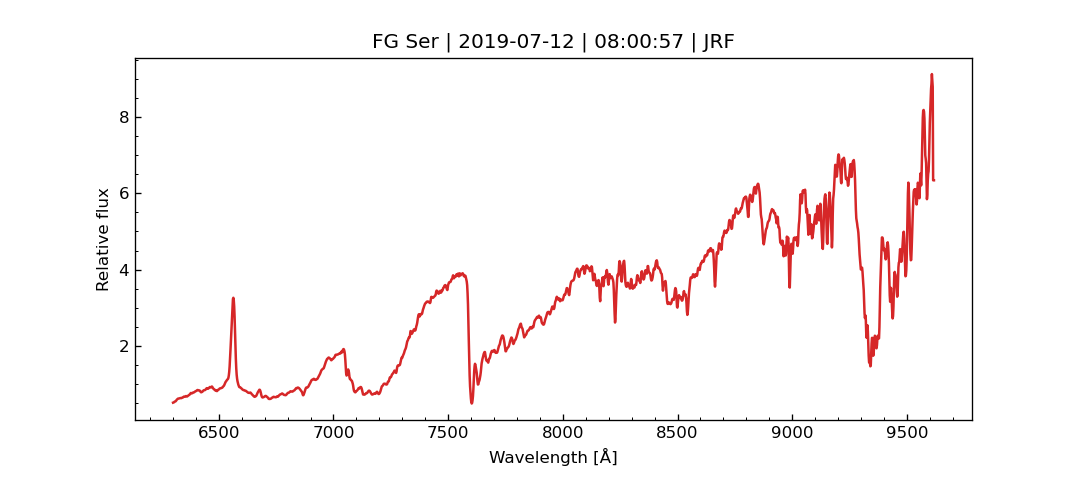 FG Ser | 2019-07-12 | 08:00:57 | JRF
8
6
4
2
Relative flux
6500 7000 7500 8000 8500 9000 9500
Wavelength [Å]